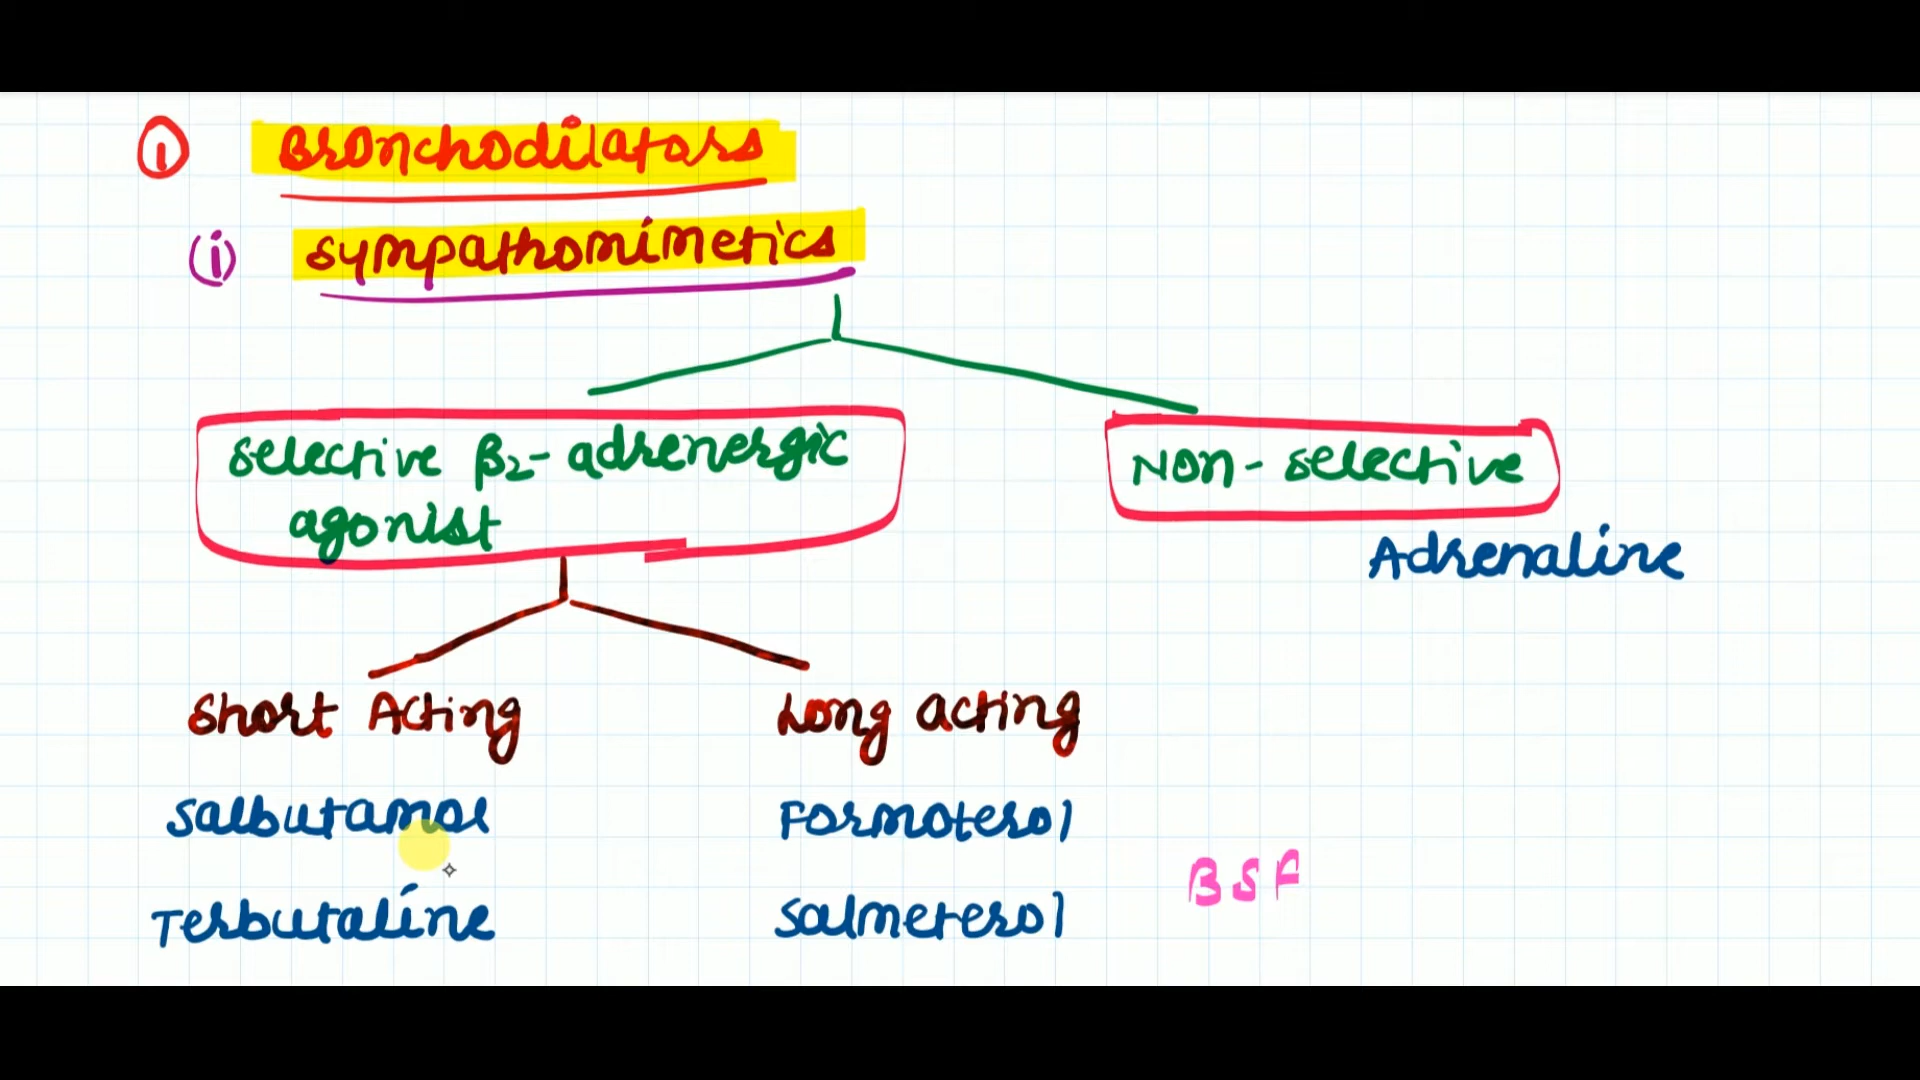 ① Bronchodilators
(i) Sympathomimetics
Selective β2-adrenergic
agonist
Non-Selective
Adrenaline
Short Acting
Long acting
Salbutamol
Formoterol
BSF
Terbutaline
Salmeterol